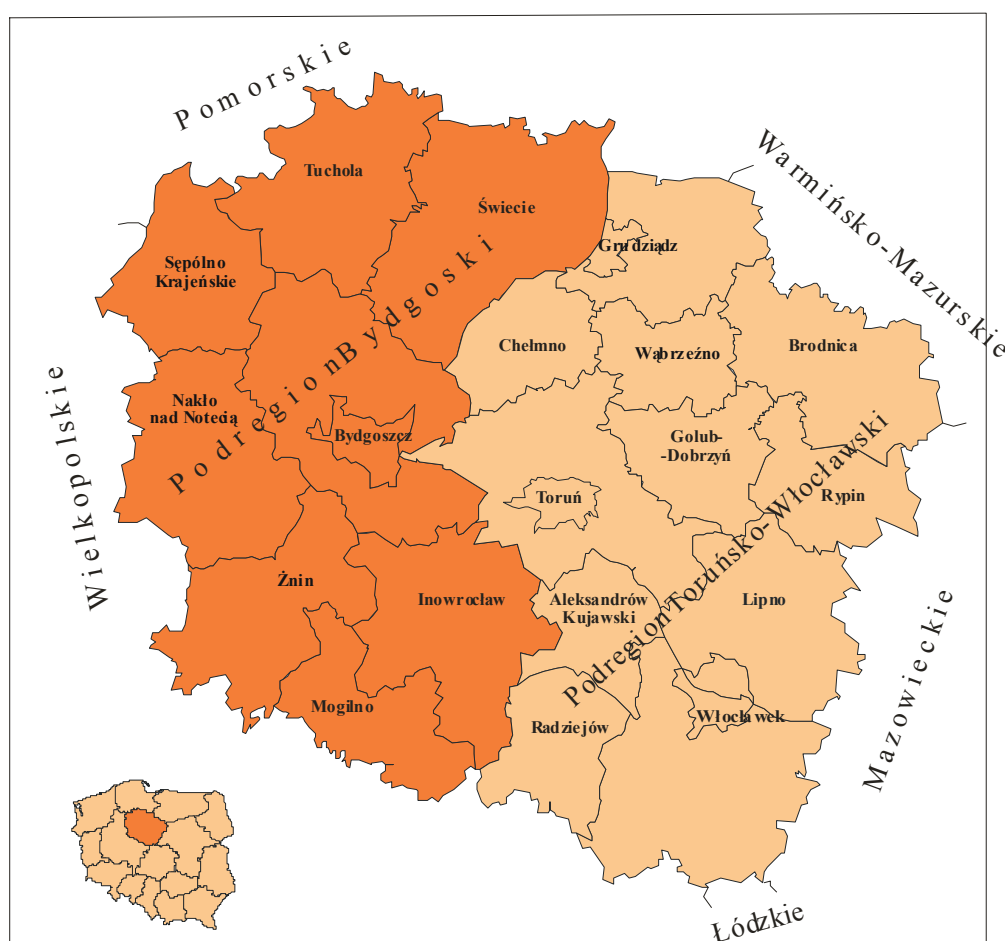 Pomorskie
Warmińsko-Mazurskie
Tuchola
Świecie
Grudziądz
Sępólno
Krajeńskie
Podregion Bydgoski
Chełmno
Wąbrzeźno
Brodnica
Wielkopolskie
Nakło
nad Notecią
Bydgoszcz
Golub-
-Dobrzyń
Toruń
Rypin
Podregion Toruńsko-Włocławski
Żnin
Inowrocław
Aleksandrów
Kujawski
Lipno
Mazowieckie
Mogilno
Radziejów
Włocławek
Łódzkie